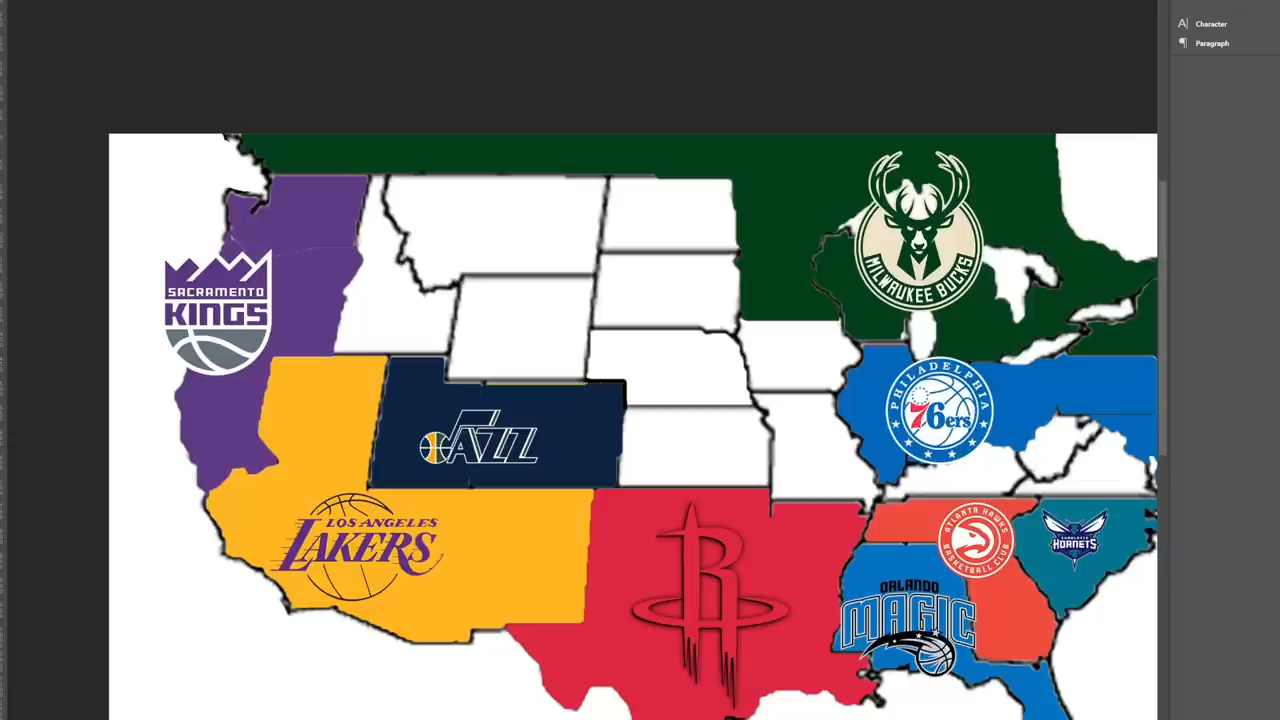 Character
Paragraph
MILWAUKEE BUCKS
SACRAMENTO
KINGS
PHILADELPHIA
76ers
JAZZ
LOS ANGELES
LAKERS
R
ATLANTA HAWKS
BASKETBALL CLUB
CHARLOTTE
HORNETS
ORLANDO
MAGIC